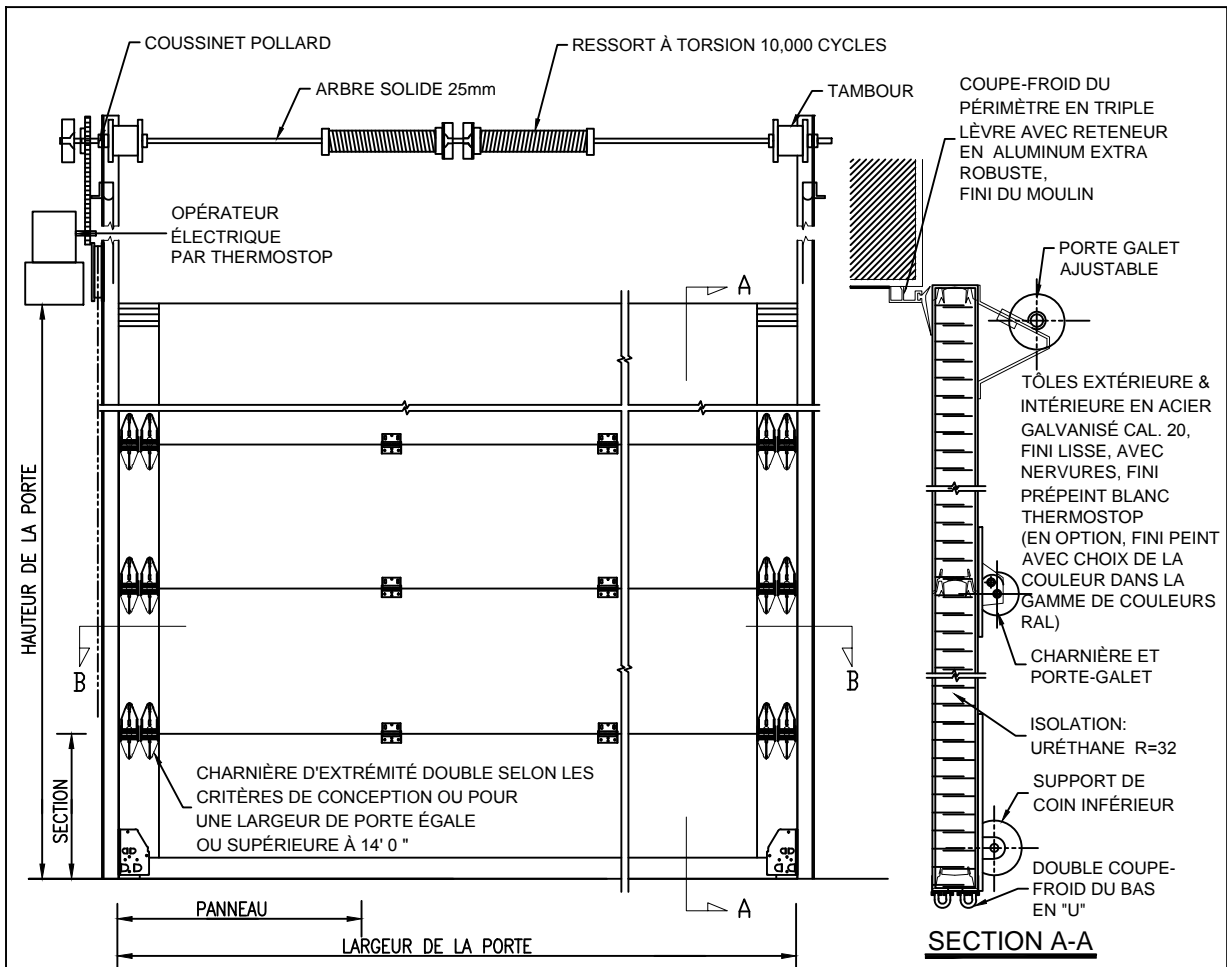 COUSSINET POLLARD
RESSORT À TORSION 10,000 CYCLES
ARBRE SOLIDE 25mm
TAMBOUR
COUPE-FROID DU
PÉRIMÈTRE EN TRIPLE
LÈVRE AVEC RETENEUR
EN ALUMINUM EXTRA
ROBUSTE,
FINI DU MOULIN
OPÉRATEUR
ÉLECTRIQUE
PAR THERMOSTOP
PORTE GALET
AJUSTABLE
A
TÔLES EXTÉRIEURE &
INTÉRIEURE EN ACIER
GALVANISÉ CAL. 20,
FINI LISSE, AVEC
NERVURES, FINI
PRÉPEINT BLANC
THERMOSTOP
(EN OPTION, FINI PEINT
AVEC CHOIX DE LA
COULEUR DANS LA
GAMME DE COULEURS
RAL)
HAUTEUR DE LA PORTE
B
B
CHARNIÈRE ET
PORTE-GALET
ISOLATION:
URÉTHANE R=32
SECTION
CHARNIÈRE D'EXTRÉMITÉ DOUBLE SELON LES
CRITÈRES DE CONCEPTION OU POUR
UNE LARGEUR DE PORTE ÉGALE
OU SUPÉRIEURE À 14' 0 "
SUPPORT DE
COIN INFÉRIEUR
DOUBLE COUPE-
FROID DU BAS
EN "U"
PANNEAU
A
LARGEUR DE LA PORTE
SECTION A-A